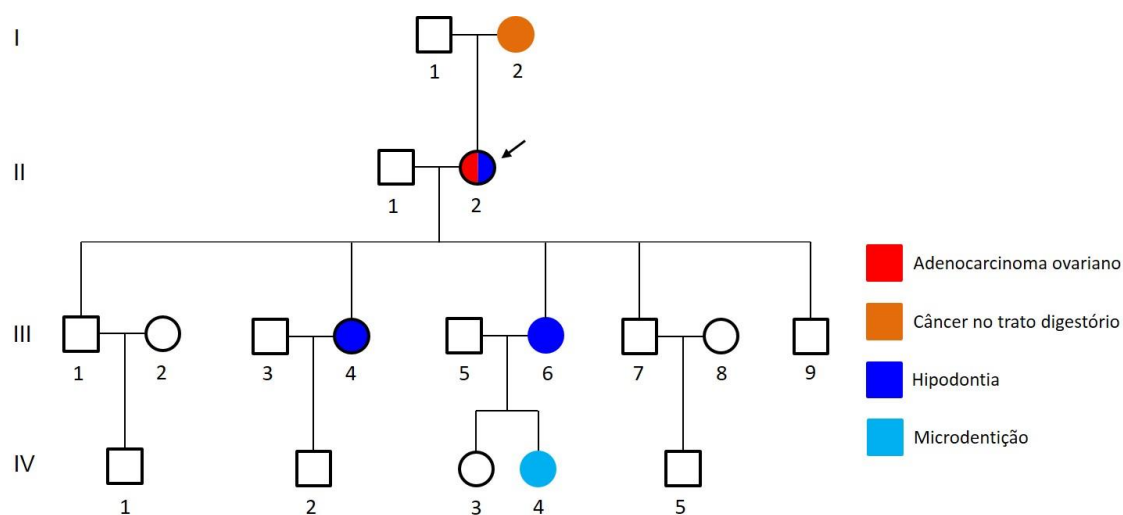 I
1 2
II
1 2
Adenocarcinoma ovariano
Câncer no trato digestório
III
1 2 3 4 5 6 7 8 9
Hipodontia
Microdentição
IV
1 2 3 4 5